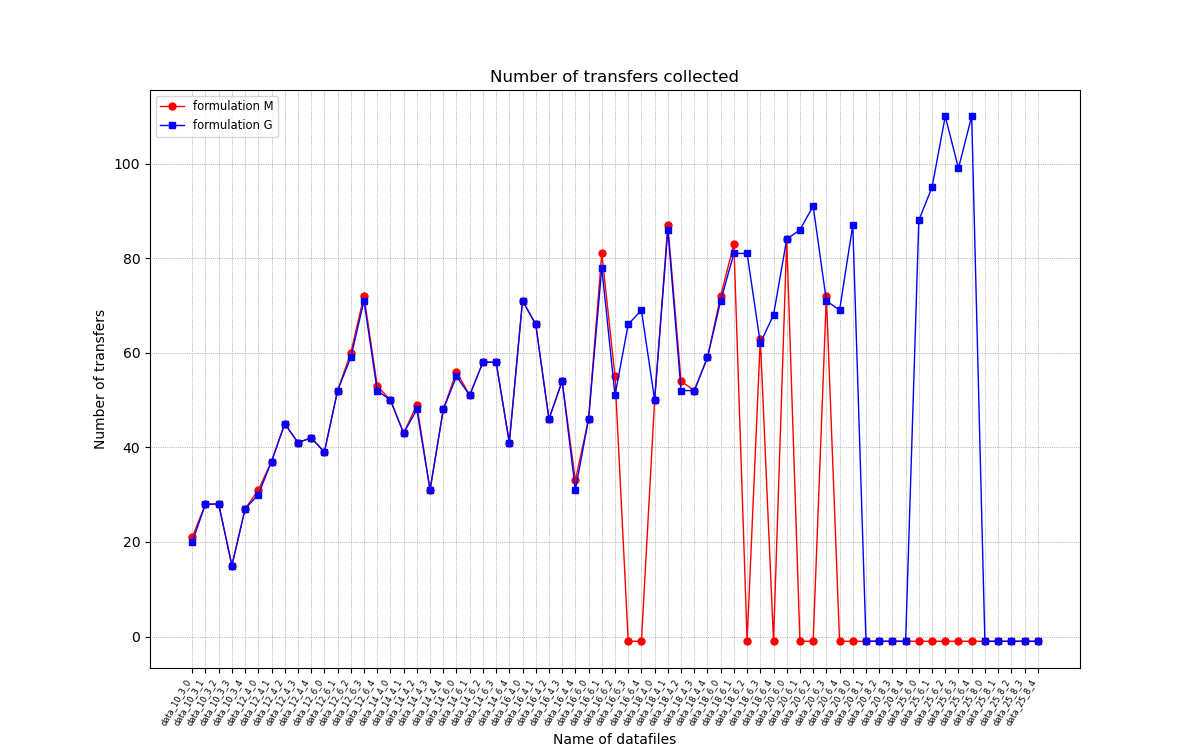 Number of transfers collected
formulation M
formulation G
Number of transfers
100
80
60
40
20
0
data_10_3_0
data_10_3_1
data_10_3_2
data_10_3_3
data_10_3_4
data_12_4_0
data_12_4_1
data_12_4_2
data_12_4_3
data_12_4_4
data_12_6_0
data_12_6_1
data_12_6_2
data_12_6_3
data_12_6_4
data_14_4_0
data_14_4_1
data_14_4_2
data_14_4_3
data_14_4_4
data_14_6_0
data_14_6_1
data_14_6_2
data_14_6_3
data_14_6_4
data_16_4_0
data_16_4_1
data_16_4_2
data_16_4_3
data_16_4_4
data_16_6_0
data_16_6_1
data_16_6_2
data_16_6_3
data_16_6_4
data_18_4_0
data_18_4_1
data_18_4_2
data_18_4_3
data_18_4_4
data_18_6_0
data_18_6_1
data_18_6_2
data_18_6_3
data_18_6_4
data_20_6_0
data_20_6_1
data_20_6_2
data_20_6_3
data_20_6_4
data_20_8_0
data_20_8_1
data_20_8_2
data_20_8_3
data_20_8_4
data_25_6_0
data_25_6_1
data_25_6_2
data_25_6_3
data_25_6_4
data_25_8_0
data_25_8_1
data_25_8_2
data_25_8_3
data_25_8_4
Name of datafiles